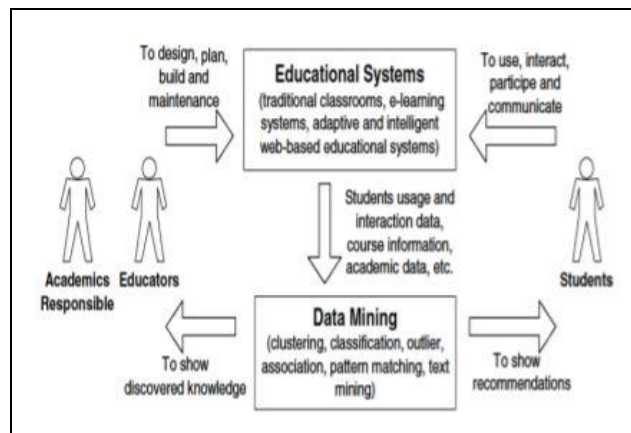 To design, plan,
build and
maintenance
Educational Systems
(traditional classrooms, e-learning
systems, adaptive and intelligent
web-based educational systems)
To use, interact,
participe and
communicate
Students usage and
interaction data,
course information,
academic data, etc.
Academics
Responsible
Educators
Students
Data Mining
(clustering, classification, outlier,
association, pattern matching, text
mining)
To show
discovered knowledge
To show
recommendations